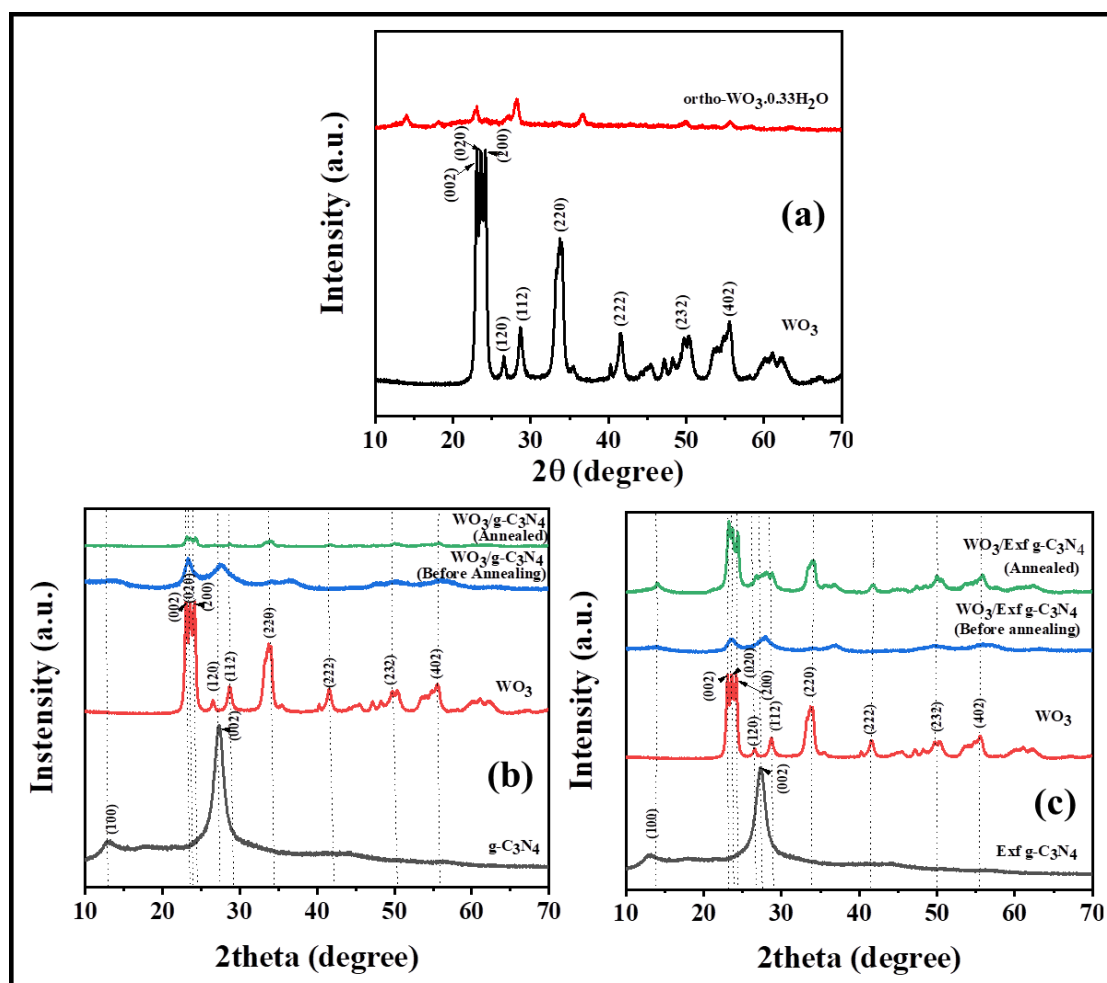 ortho-WO3.0.33H2O
(020)
(200)
(002)
(220)
(a)
(112)
(120)
(222)
(232)
(402)
WO3
Intensity (a.u.)
10 20 30 40 50 60 70
2θ (degree)
WO3/g-C3N4
(Annealed)
WO3/g-C3N4
(Before Annealing)
(002)
(020)
(200)
(120)
(112)
(220)
(222)
(232)
(402)
WO3
(002)
(b)
(100)
g-C3N4
Instensity (a.u.)
10 20 30 40 50 60 70
2theta (degree)
WO3/Exf g-C3N4
(Annealed)
WO3/Exf g-C3N4
(Before annealing)
(002)
(020)
(200)
(120)
(112)
(220)
(222)
(232)
(402)
WO3
(002)
(c)
(100)
Exf g-C3N4
Intensity (a.u.)
10 20 30 40 50 60 70
2theta (degree)